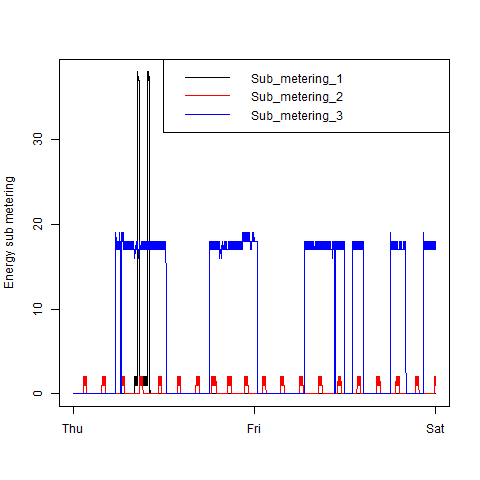 Sub_metering_1
Sub_metering_2
Sub_metering_3
Energy sub metering
30
20
10
0
Thu
Fri
Sat